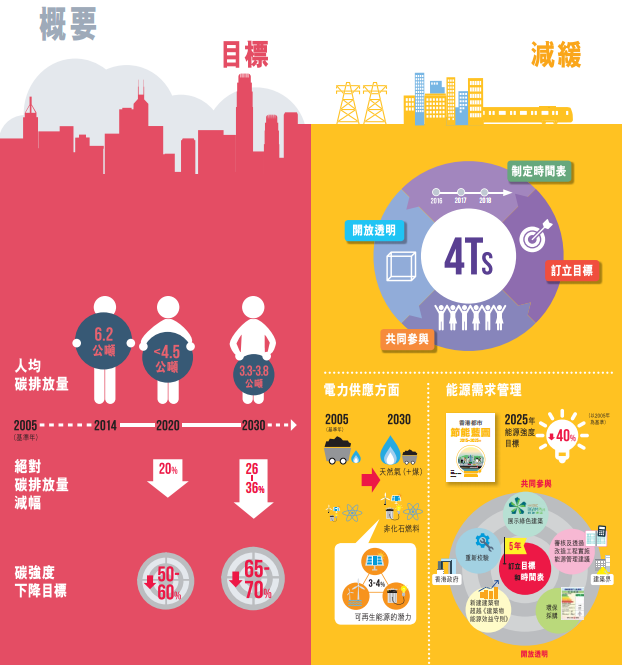 概要
目標
減緩
制定時間表
2016 2017 2018
開放透明
4Ts
訂立目標
共同參與
6.2
公噸
<4.5
公噸
3.3-3.8
公噸
人均
碳排放量
2005 2014 2020 2030
(基準年)
絕對
碳排放量
減幅
20%
26
-
36%
碳強度
下降目標
50-
60%
65-
70%
電力供應方面
2005 2030
(基準年)
天然氣 (+煤)
非化石燃料
3-4%
可再生能源的潛力
能源需求管理
香港都市
節能藍圖
2015~2025+
2025年
能源強度
目標
(以2005年
為基準)
40%
共同參與
展示綠色建築
重新校驗
審核及透過
改造工程實施
能源管理建議
5年
訂立目標
和時間表
香港政府
建築界
新建建築物
超越《建築物
能源效益守則》
環保
採購
開放透明